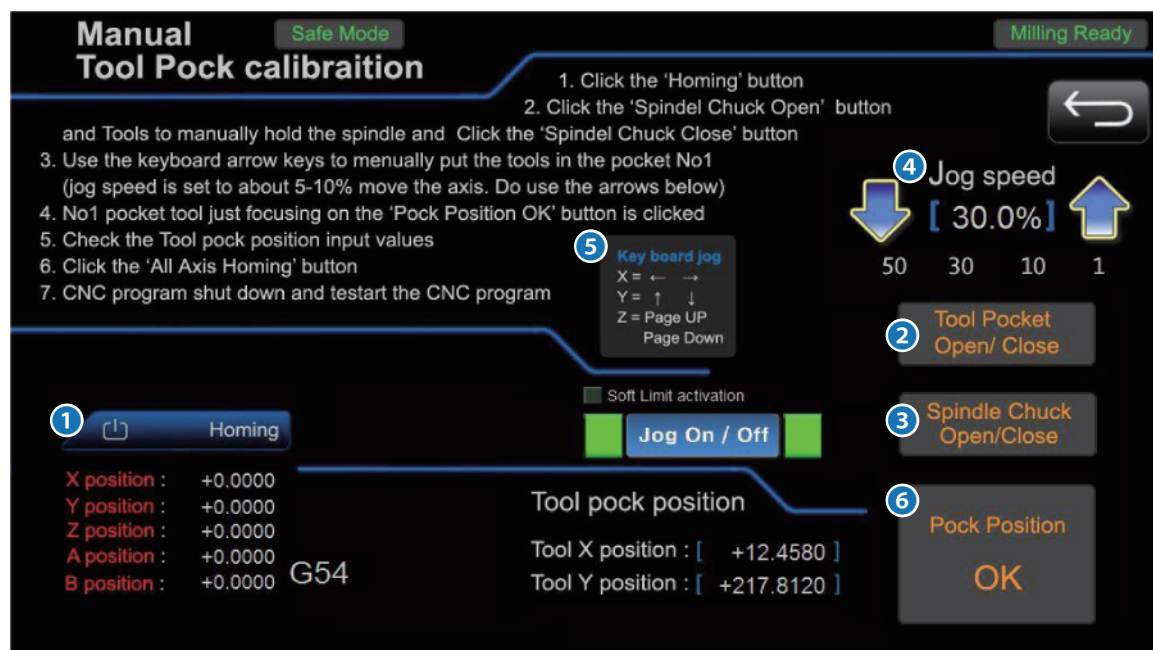 Manual
Safe Mode
Milling Ready
Tool Pock calibraition
1. Click the 'Homing' button
2. Click the 'Spindel Chuck Open' button
and Tools to manually hold the spindle and Click the 'Spindel Chuck Close' button
3. Use the keyboard arrow keys to menually put the tools in the pocket No1
(jog speed is set to about 5-10% move the axis. Do use the arrows below)
4. No1 pocket tool just focusing on the 'Pock Position OK' button is clicked
5. Check the Tool pock position input values
6. Click the 'All Axis Homing' button
7. CNC program shut down and testart the CNC program
4
Jog speed
[ 30.0% ]
50 30 10 1
5
Key board jog
X = ← →
Y = ↑ ↓
Z = Page UP
Page Down
2
Tool Pocket
Open/ Close
3
Spindle Chuck
Open/Close
Soft Limit activation
Jog On / Off
1
Homing
X position : +0.0000
Y position : +0.0000
Z position : +0.0000
A position : +0.0000
B position : +0.0000
G54
Tool pock position
Tool X position : [ +12.4580 ]
Tool Y position : [ +217.8120 ]
6
Pock Position
OK